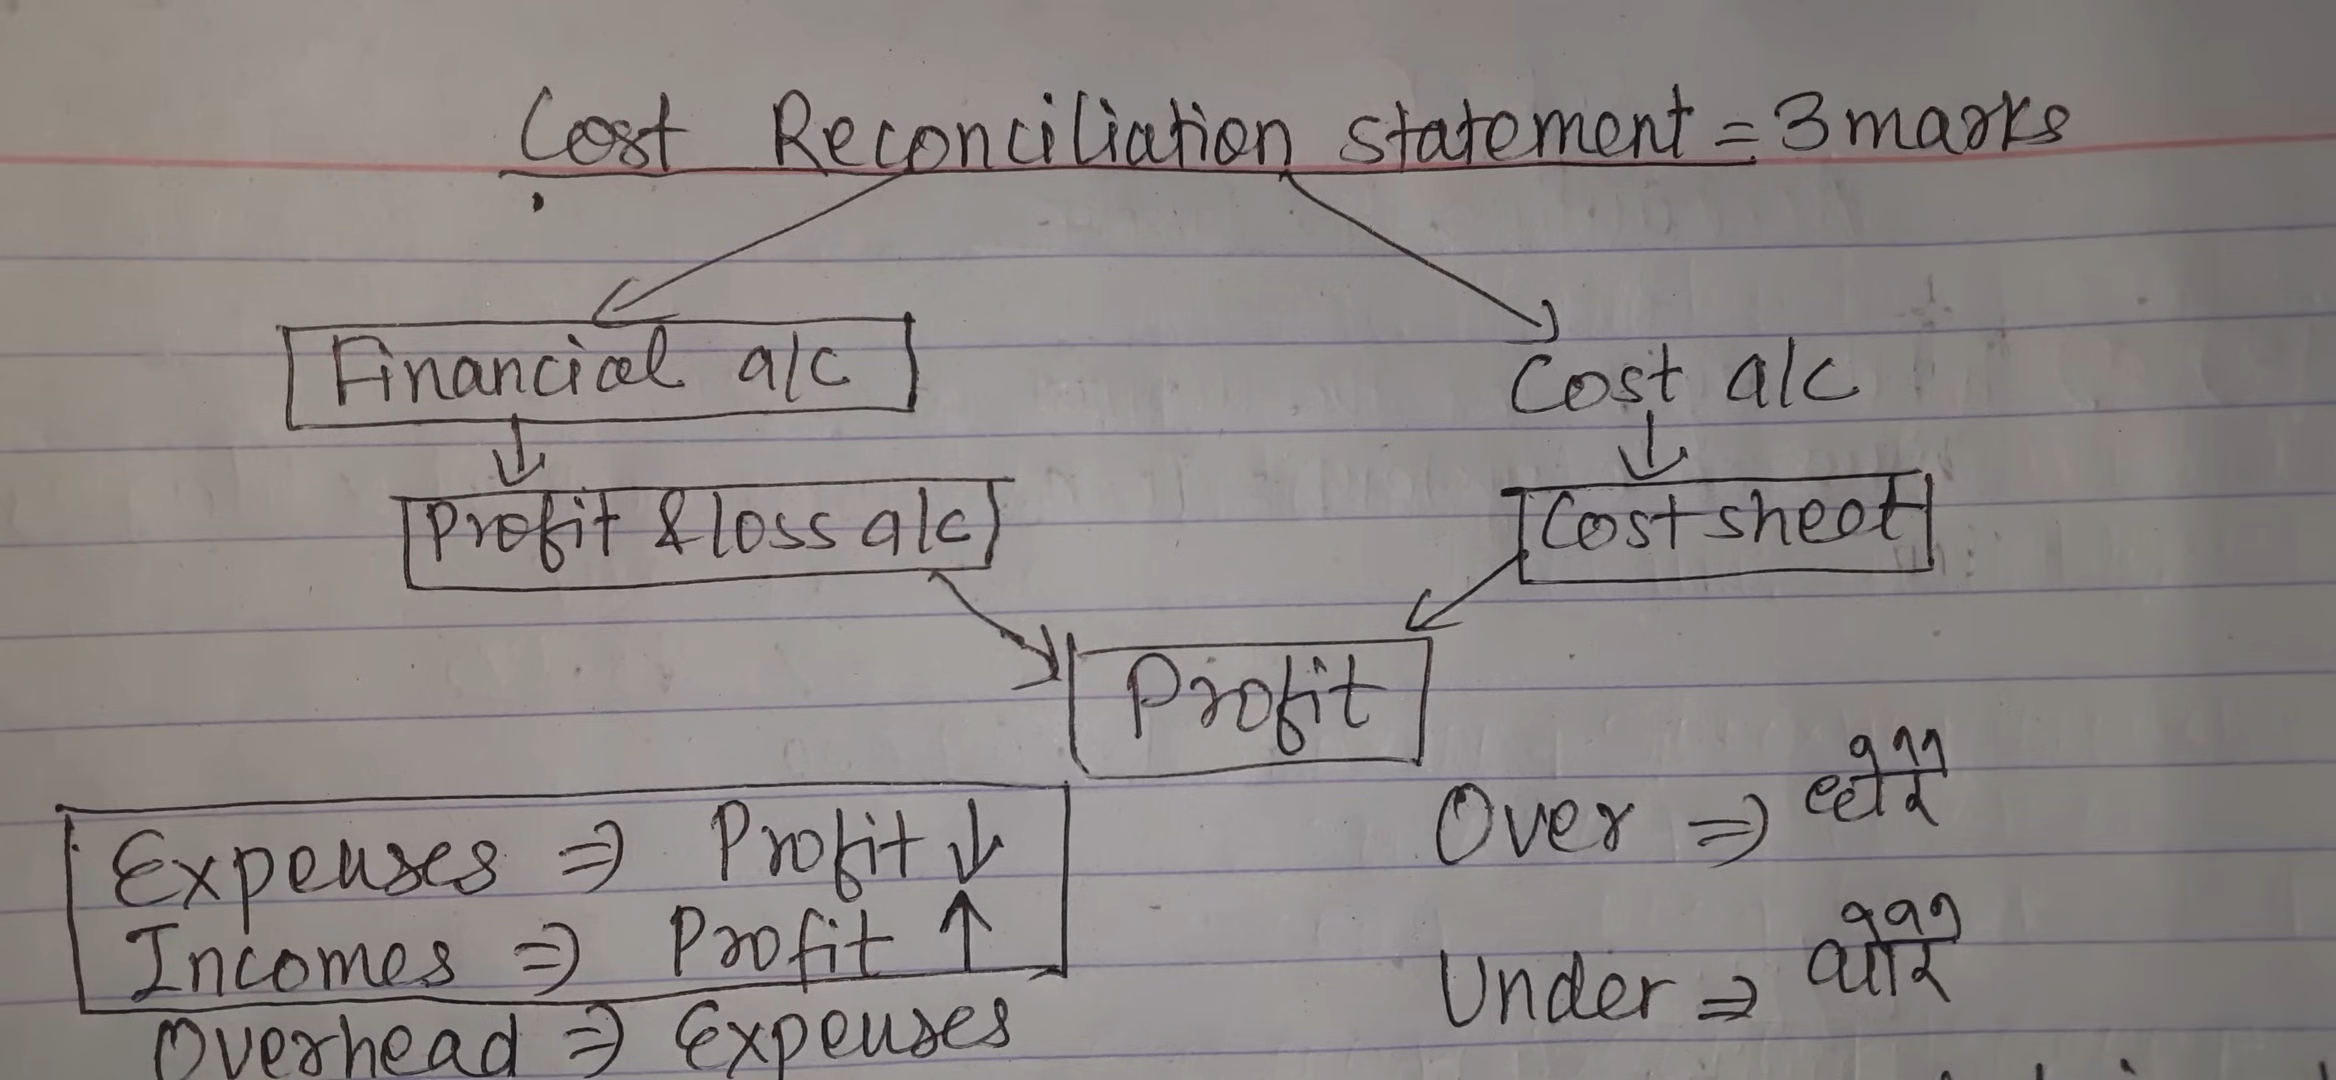 Cost Reconciliation statement = 3 marks
Financial a/c
Cost a/c
Profit & loss a/c
Cost sheet
Profit
Expenses ⇒ Profit ↓
Incomes ⇒ Profit ↑
Overhead ⇒ Expenses
Over ⇒
Under ⇒